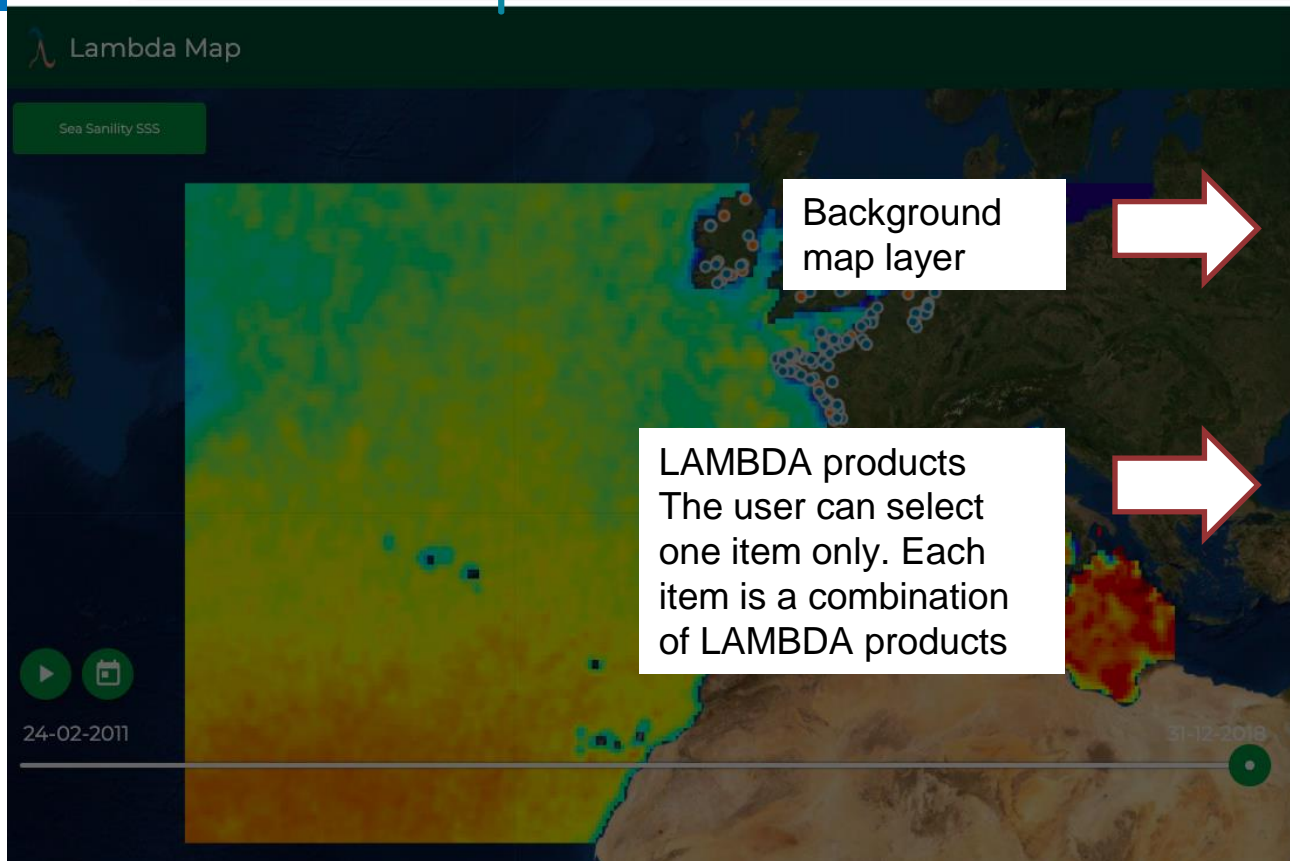 Lambda Map
Sea Sanility SSS
Background
map layer
LAMBDA products
The user can select
one item only. Each
item is a combination
of LAMBDA products
24-02-2011
31-12-2018